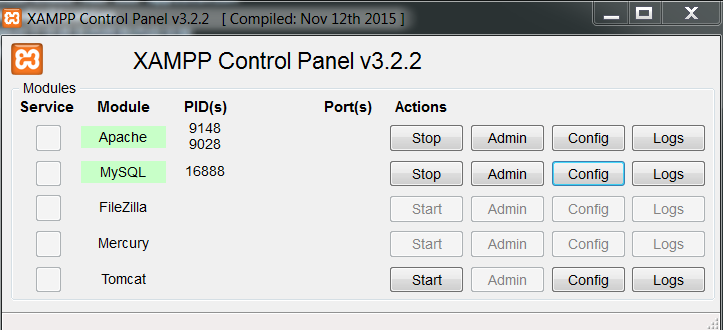 XAMPP Control Panel v3.2.2 [ Compiled: Nov 12th 2015 ]
XAMPP Control Panel v3.2.2
Modules
Service Module PID(s) Port(s) Actions
Apache 9148 9028 Stop Admin Config Logs
MySQL 16888 Stop Admin Config Logs
FileZilla Start Admin Config Logs
Mercury Start Admin Config Logs
Tomcat Start Admin Config Logs